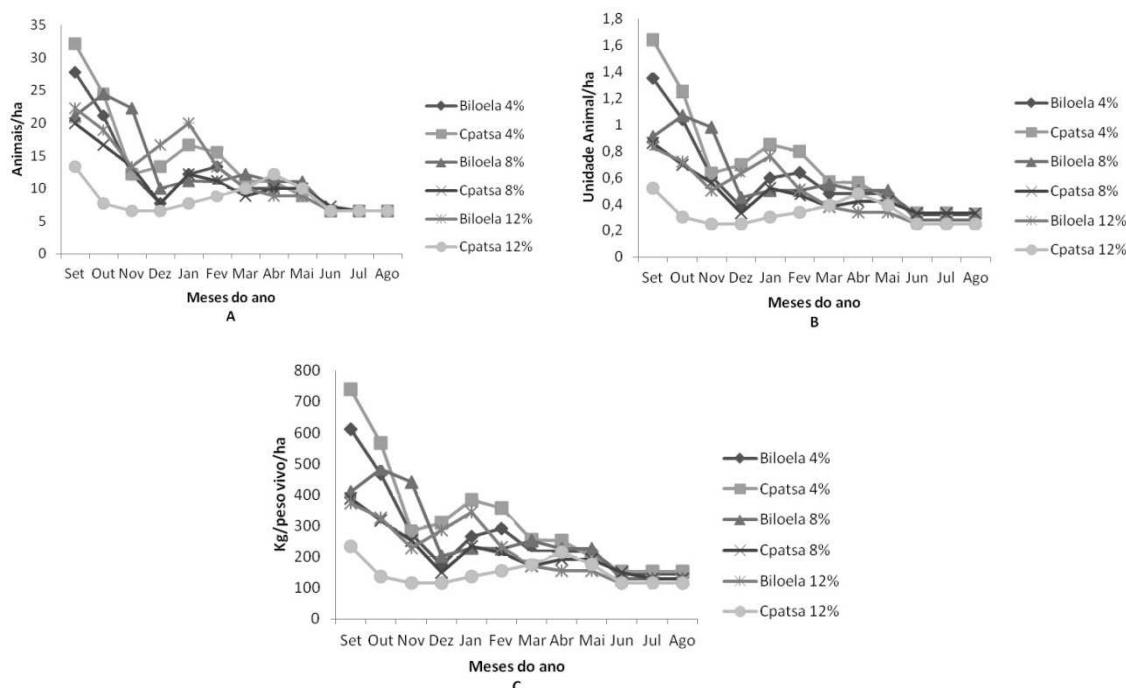 Animais/ha
35
30
25
20
15
10
5
0
Set Out Nov Dez Jan Fev Mar Abr Mai Jun Jul Ago
Meses do ano
A
Biloela 4%
Cpatsa 4%
Biloela 8%
Cpatsa 8%
Biloela 12%
Cpatsa 12%
Unidade Animal/ha
1,8
1,6
1,4
1,2
1
0,8
0,6
0,4
0,2
0
Set Out Nov Dez Jan Fev Mar Abr Mai Jun Jul Ago
Meses do ano
B
Biloela 4%
Cpatsa 4%
Biloela 8%
Cpatsa 8%
Biloela 12%
Cpatsa 12%
Kg/peso vivo/ha
800
700
600
500
400
300
200
100
0
Set Out Nov Dez Jan Fev Mar Abr Mai Jun Jul Ago
Meses do ano
C
Biloela 4%
Cpatsa 4%
Biloela 8%
Cpatsa 8%
Biloela 12%
Cpatsa 12%